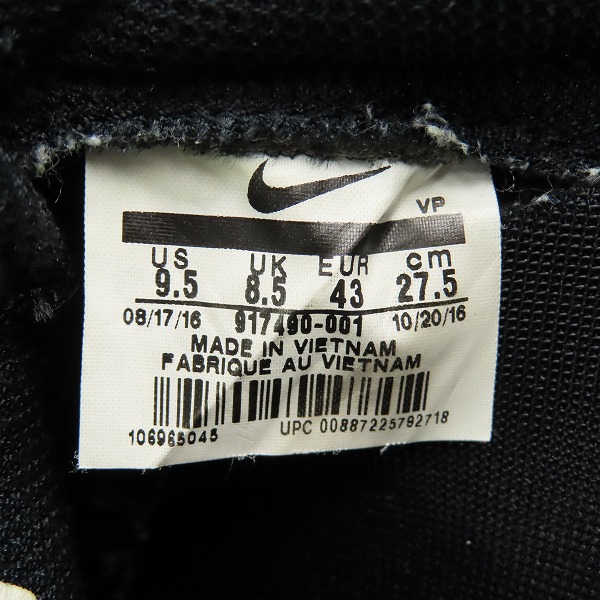 VP
US UK EUR cm
9.5 8.5 43 27.5
08/17/16 917490-001 10/20/16
MADE IN VIETNAM
FABRIQUE AU VIETNAM
106965045 UPC 00887225792718